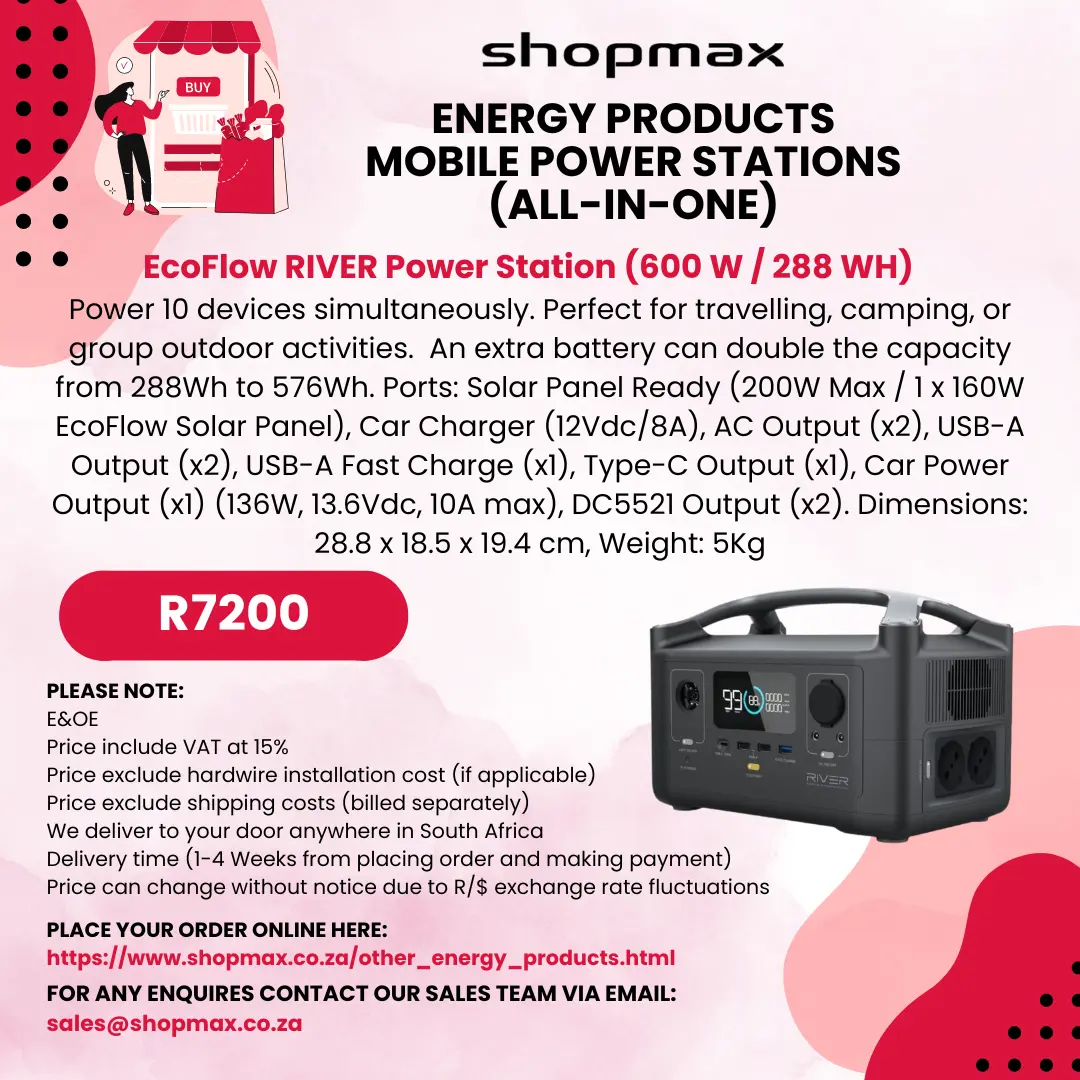 shopmax
BUY
ENERGY PRODUCTS
MOBILE POWER STATIONS
(ALL-IN-ONE)
EcoFlow RIVER Power Station (600 W / 288 WH)
Power 10 devices simultaneously. Perfect for travelling, camping, or
group outdoor activities.  An extra battery can double the capacity
from 288Wh to 576Wh. Ports: Solar Panel Ready (200W Max / 1 x 160W
EcoFlow Solar Panel), Car Charger (12Vdc/8A), AC Output (x2), USB-A
Output (x2), USB-A Fast Charge (x1), Type-C Output (x1), Car Power
Output (x1) (136W, 13.6Vdc, 10A max), DC5521 Output (x2). Dimensions:
28.8 x 18.5 x 19.4 cm, Weight: 5Kg
R7200
99
RIVER
PLEASE NOTE:
E&OE
Price include VAT at 15%
Price exclude hardwire installation cost (if applicable)
Price exclude shipping costs (billed separately)
We deliver to your door anywhere in South Africa
Delivery time (1-4 Weeks from placing order and making payment)
Price can change without notice due to R/$ exchange rate fluctuations
PLACE YOUR ORDER ONLINE HERE:
https://www.shopmax.co.za/other_energy_products.html
FOR ANY ENQUIRES CONTACT OUR SALES TEAM VIA EMAIL:
sales@shopmax.co.za